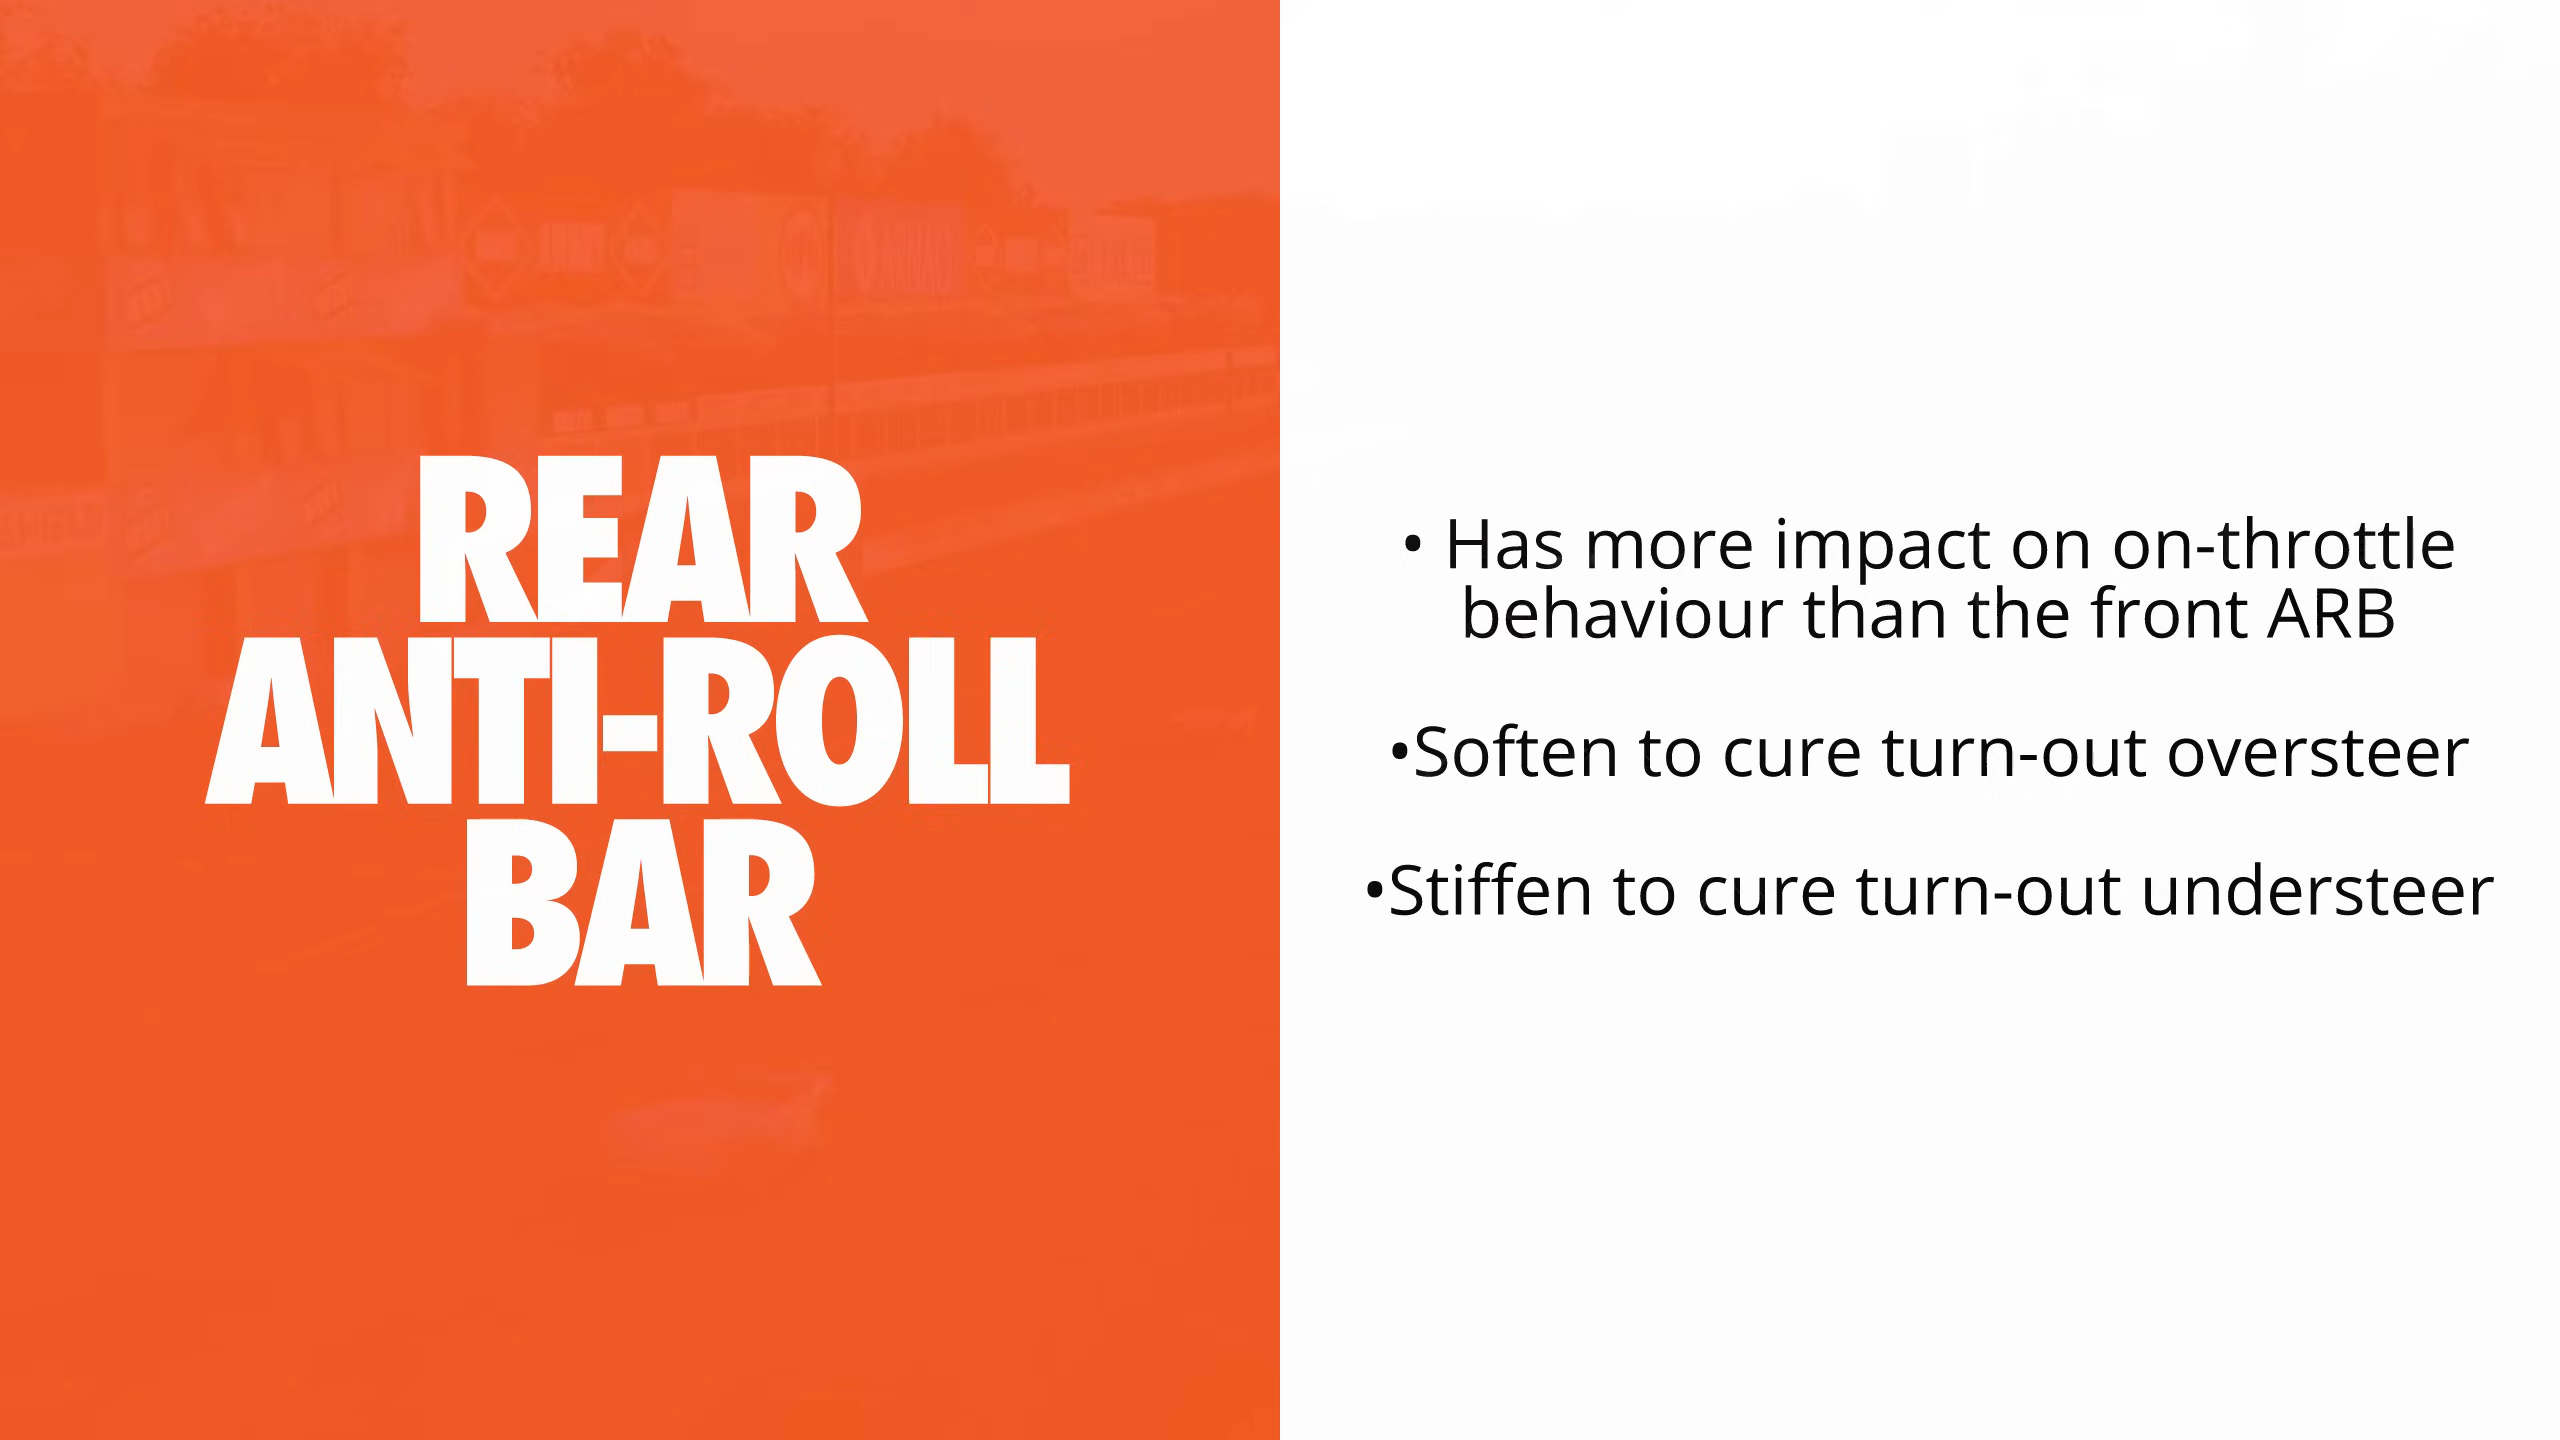 REAR
ANTI-ROLL
BAR
• Has more impact on on-throttle
behaviour than the front ARB
•Soften to cure turn-out oversteer
•Stiffen to cure turn-out understeer